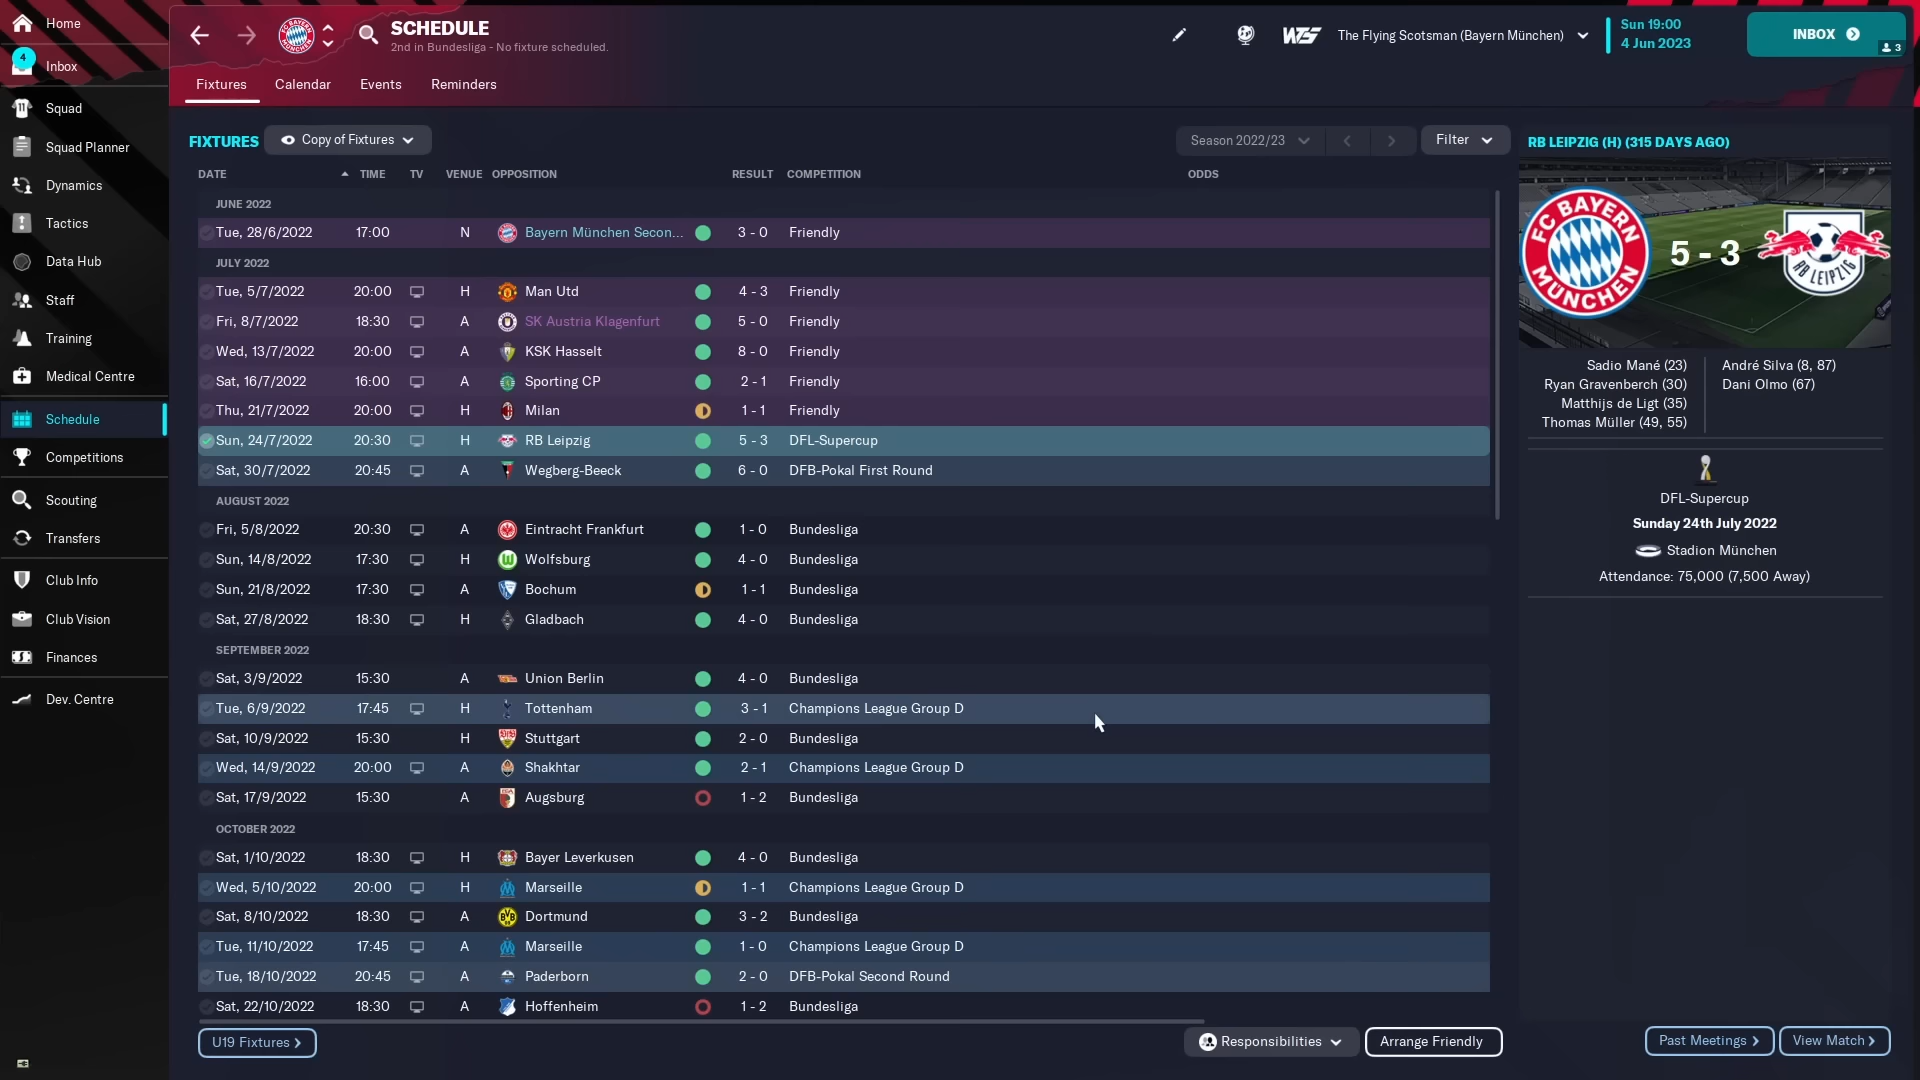 Home
4
Inbox
Squad
Squad Planner
Dynamics
Tactics
Data Hub
Staff
Training
Medical Centre
Schedule
Competitions
Scouting
Transfers
Club Info
Club Vision
Finances
Dev. Centre
FC BAYERN
MÜNCHEN
SCHEDULE
2nd in Bundesliga - No fixture scheduled.
The Flying Scotsman (Bayern München)
Sun 19:00
4 Jun 2023
INBOX
3
Fixtures Calendar Events Reminders
FIXTURES Copy of Fixtures Season 2022/23 Filter
DATE TIME TV VENUE OPPOSITION RESULT COMPETITION ODDS
JUNE 2022
Tue, 28/6/2022 17:00 N Bayern München Secon... 3 - 0 Friendly
JULY 2022
Tue, 5/7/2022 20:00 H Man Utd 4 - 3 Friendly
Fri, 8/7/2022 18:30 A SK Austria Klagenfurt 5 - 0 Friendly
Wed, 13/7/2022 20:00 A KSK Hasselt 8 - 0 Friendly
Sat, 16/7/2022 16:00 A Sporting CP 2 - 1 Friendly
Thu, 21/7/2022 20:00 H Milan 1 - 1 Friendly
Sun, 24/7/2022 20:30 H RB Leipzig 5 - 3 DFL-Supercup
Sat, 30/7/2022 20:45 A Wegberg-Beeck 6 - 0 DFB-Pokal First Round
AUGUST 2022
Fri, 5/8/2022 20:30 A Eintracht Frankfurt 1 - 0 Bundesliga
Sun, 14/8/2022 17:30 H Wolfsburg 4 - 0 Bundesliga
Sun, 21/8/2022 17:30 A Bochum 1 - 1 Bundesliga
Sat, 27/8/2022 18:30 H Gladbach 4 - 0 Bundesliga
SEPTEMBER 2022
Sat, 3/9/2022 15:30 A Union Berlin 4 - 0 Bundesliga
Tue, 6/9/2022 17:45 H Tottenham 3 - 1 Champions League Group D
Sat, 10/9/2022 15:30 H Stuttgart 2 - 0 Bundesliga
Wed, 14/9/2022 20:00 A Shakhtar 2 - 1 Champions League Group D
Sat, 17/9/2022 15:30 A Augsburg 1 - 2 Bundesliga
OCTOBER 2022
Sat, 1/10/2022 18:30 H Bayer Leverkusen 4 - 0 Bundesliga
Wed, 5/10/2022 20:00 H Marseille 1 - 1 Champions League Group D
Sat, 8/10/2022 18:30 A Dortmund 3 - 2 Bundesliga
Tue, 11/10/2022 17:45 A Marseille 1 - 0 Champions League Group D
Tue, 18/10/2022 20:45 A Paderborn 2 - 0 DFB-Pokal Second Round
Sat, 22/10/2022 18:30 A Hoffenheim 1 - 2 Bundesliga
U19 Fixtures Responsibilities Arrange Friendly
RB LEIPZIG (H) (315 DAYS AGO)
FC BAYERN
MÜNCHEN
5 - 3
RB LEIPZIG
Sadio Mané (23) André Silva (8, 87)
Ryan Gravenberch (30) Dani Olmo (67)
Matthijs de Ligt (35)
Thomas Müller (49, 55)
DFL-Supercup
Sunday 24th July 2022
Stadion München
Attendance: 75,000 (7,500 Away)
Past Meetings View Match